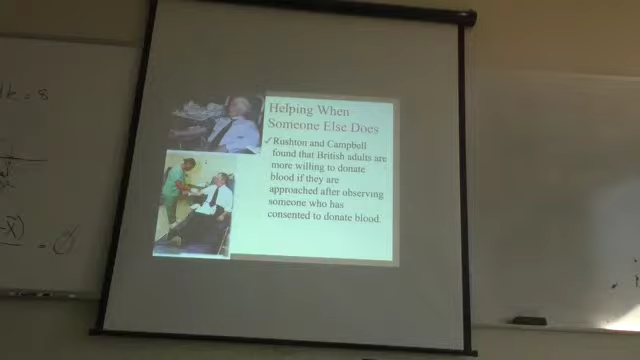 Helping When
Someone Else Does
✓Rushton and Campbell
found that British adults are
more willing to donate
blood if they are
approached after observing
someone who has
consented to donate blood.
= 8